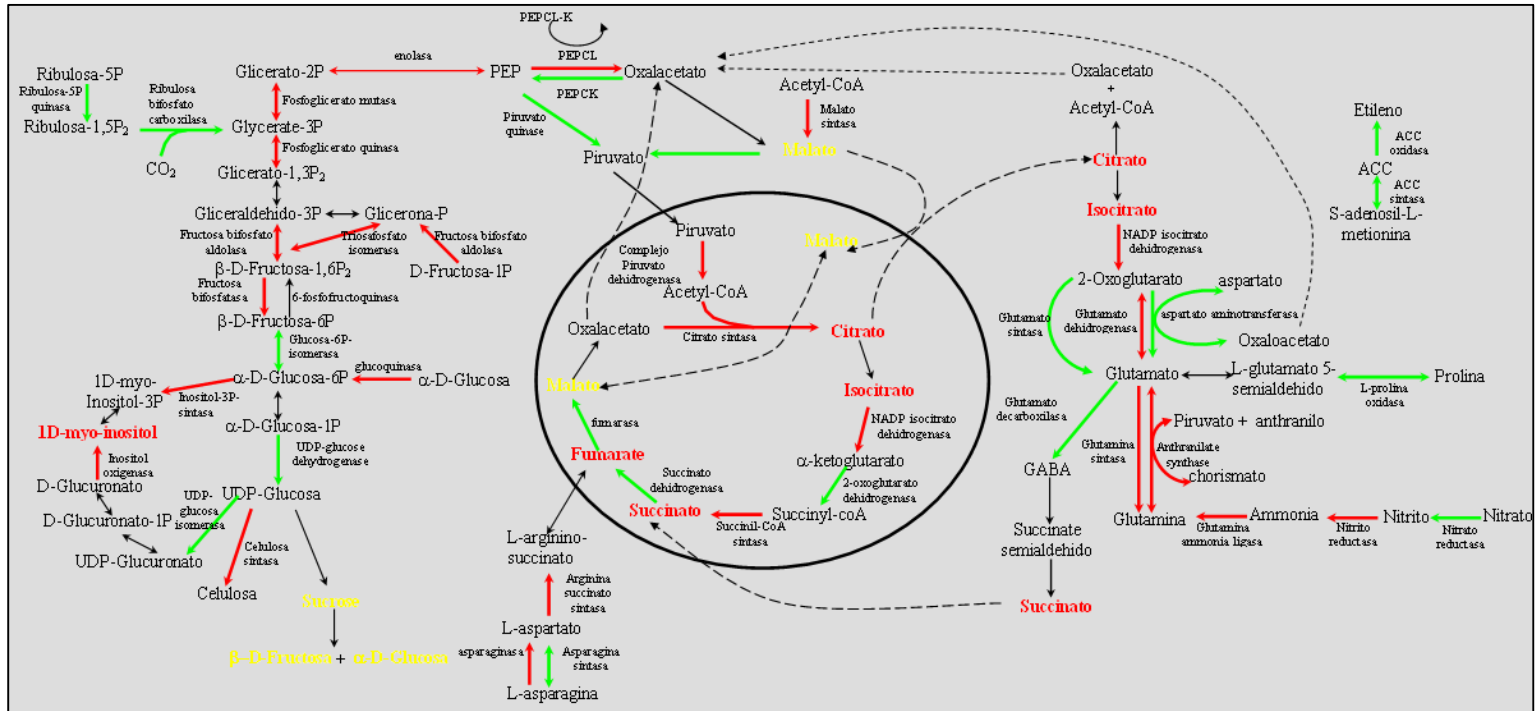 PEPCL-K
enolasa
PEPCL
Ribulosa-5P
Glicerato-2P
PEP
Oxalacetato
Oxalacetato
+
Acetyl-CoA
Ribulosa-5P
quinasa
Ribulosa
bifosfato
carboxilasa
Fosfoglicerato mutasa
PEPCK
Acetyl-CoA
Malato
sintasa
Etileno
Ribulosa-1,5P2
Glycerate-3P
Piruvato
quinase
ACC
oxidasa
Fosfoglicerato quinasa
CO2
Piruvato
Malato
Citrato
ACC
Glicerato-1,3P2
ACC
sintasa
Gliceraldehido-3P
Glicerona-P
Isocitrato
S-adenosil-L-
metionina
Fructosa bifosfato
aldolasa
Triosafosfato
isomerasa
Fructosa bifosfato
aldolasa
Piruvato
Malato
NADP isocitrato
dehidrogenasa
Complejo
Piruvato
dehidrogenasa
β-D-Fructosa-1,6P2
D-Fructosa-1P
2-Oxoglutarato
aspartato
Fructosa
bifosfatasa
6-fosfofructoquinasa
Acetyl-CoA
β-D-Fructosa-6P
Oxalacetato
Citrato sintasa
Citrato
Glutamato
sintasa
Glutamato
dehidrogenasa
aspartato aminotransferasa
Oxaloacetato
Glucosa-6P-
isomerasa
glucoquinasa
1D-myo-
Inositol-3P
α-D-Glucosa-6P
α-D-Glucosa
Malato
Isocitrato
Glutamato
L-glutamato 5-
semialdehido
Prolina
Inositol-3P-
sintasa
L-prolina
oxidasa
1D-myo-inositol
α-D-Glucosa-1P
fumarasa
NADP isocitrato
dehidrogenasa
Glutamato
decarboxilasa
Piruvato + anthranilo
Inositol
oxigenasa
UDP-glucose
dehydrogenase
Fumarate
α-ketoglutarato
Glutamina
sintasa
Anthranilate
synthase
D-Glucuronato
UDP-Glucosa
Succinato
dehidrogenasa
2-oxoglutarato
dehidrogenasa
GABA
chorismato
UDP-
glucosa
isomerasa
D-Glucuronato-1P
Succinato
Succinil-CoA
sintasa
Succinyl-coA
Glutamina
Glutamina
ammonia ligasa
Ammonia
Nitrito
reductasa
Nitrito
Nitrato
reductasa
Nitrato
UDP-Glucuronato
Celulosa
sintasa
L-arginino-
succinato
Succinate
semialdehido
Celulosa
Sucrose
Arginina
succinato
sintasa
Succinato
L-aspartato
β-D-Fructosa + α-D-Glucosa
asparaginasa
Asparagina
sintasa
L-asparagina